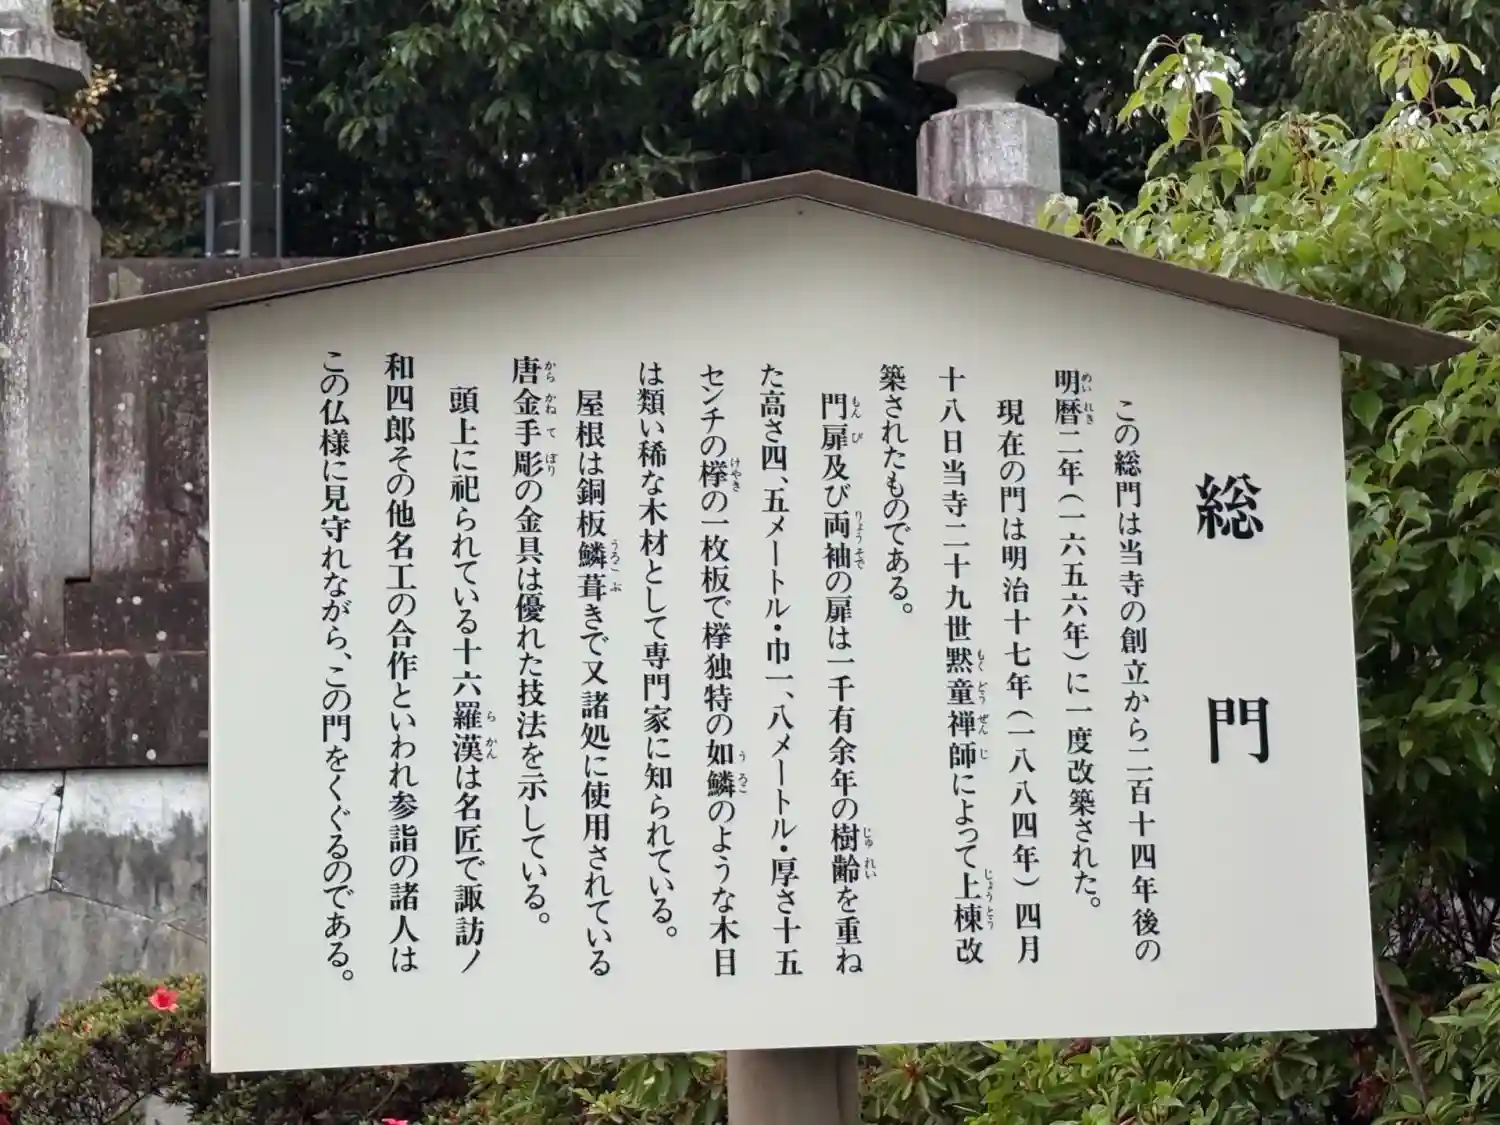 総門
この総門は当寺の創立から二百十四年後の
明暦二年(一六五六年)に一度改築された。
現在の門は明治十七年(一八八四年)四月
十八日当寺二十九世黙童禅師によって上棟改
築されたものである。
門扉及び両袖の扉は一千有余年の樹齢を重ね
た高さ四、五メートル・巾一、八メートル・厚さ十五
センチの欅の一枚板で欅独特の如鱗のような木目
は類い稀な木材として専門家に知られている。
屋根は銅板鱗葺きで又諸処に使用されている
唐金手彫の金具は優れた技法を示している。
頭上に祀られている十六羅漢は名匠で諏訪ノ
和四郎その他名工の合作といわれ参詣の諸人は
この仏様に見守れながら、この門をくぐるのである。